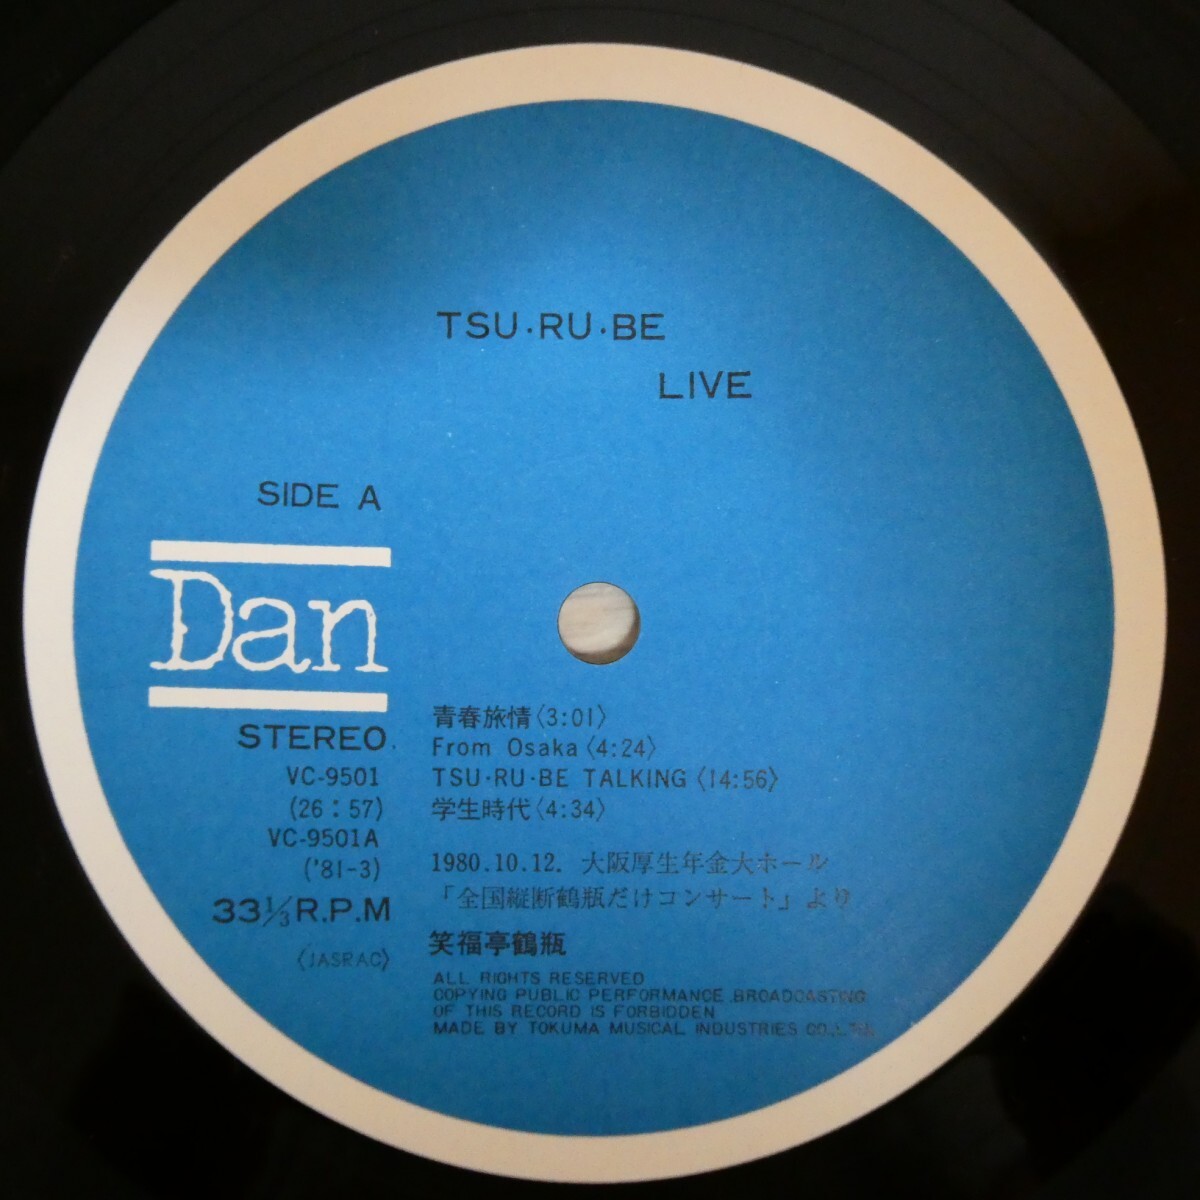 TSU·RU·BE
LIVE
SIDE A
Dan
STEREO
VC-9501
(26:57)
VC-9501A
('81-3)
33⅓ R.P.M
〈JASRAC〉
青春旅情〈3:01〉
From Osaka〈4:24〉
TSU·RU·BE TALKING〈14:56〉
学生時代〈4:34〉
1980.10.12. 大阪厚生年金大ホール
「全国縦断鶴瓶だけコンサート」より
笑福亭鶴瓶
ALL RIGHTS RESERVED
COPYING PUBLIC PERFORMANCE.BROADCASTING
OF THIS RECORD IS FORBIDDEN
MADE BY TOKUMA MUSICAL INDUSTRIES CO.,LTD.